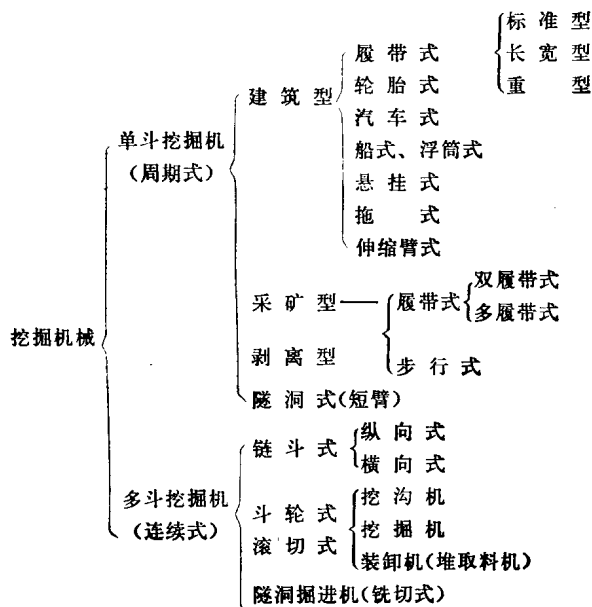 标准型
长宽型
重型
履带式
轮胎式
汽车式
船式、浮筒式
悬挂式
拖式
伸缩臂式
建筑型
单斗挖掘机
(周期式)
采矿型
剥离型
履带式
双履带式
多履带式
步行式
隧洞式(短臂)
挖掘机械
链斗式
纵向式
横向式
多斗挖掘机
(连续式)
斗轮式
滚切式
挖沟机
挖掘机
装卸机(堆取料机)
隧洞掘进机(铣切式)